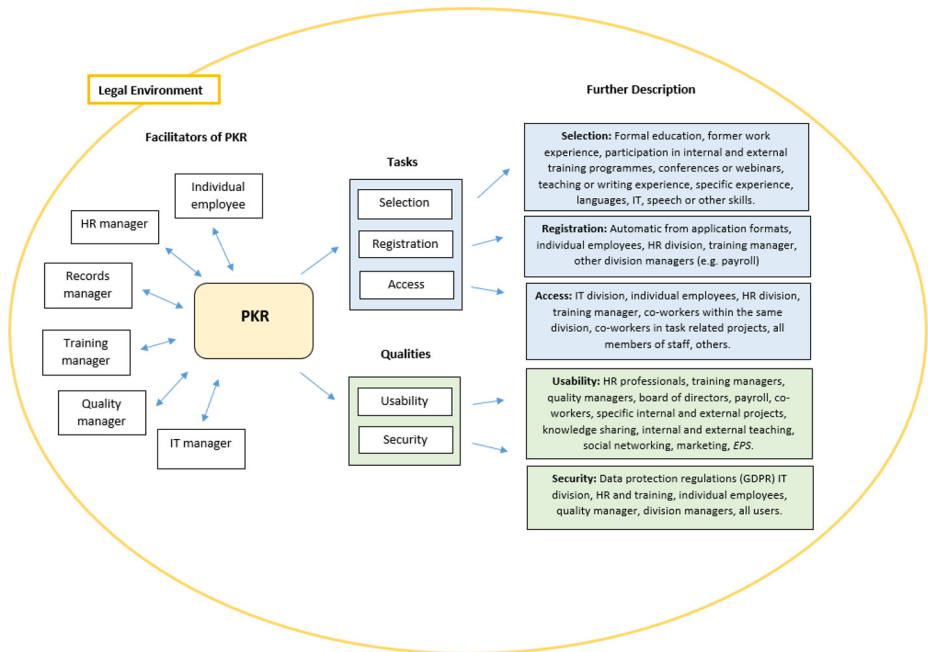 Legal Environment
Facilitators of PKR
Individual
employee
HR manager
Records
manager
Training
manager
Quality
manager
IT manager
PKR
Tasks
Selection
Registration
Access
Qualities
Usability
Security
Further Description
Selection: Formal education, former work
experience, participation in internal and external
training programmes, conferences or webinars,
teaching or writing experience, specific experience,
languages, IT, speech or other skills.
Registration: Automatic from application formats,
individual employees, HR division, training manager,
other division managers (e.g. payroll)
Access: IT division, individual employees, HR division,
training manager, co-workers within the same
division, co-workers in task related projects, all
members of staff, others.
Usability: HR professionals, training managers,
quality managers, board of directors, payroll, co-
workers, specific internal and external projects,
knowledge sharing, internal and external teaching,
social networking, marketing, EPS.
Security: Data protection regulations (GDPR) IT
division, HR and training, individual employees,
quality manager, division managers, all users.